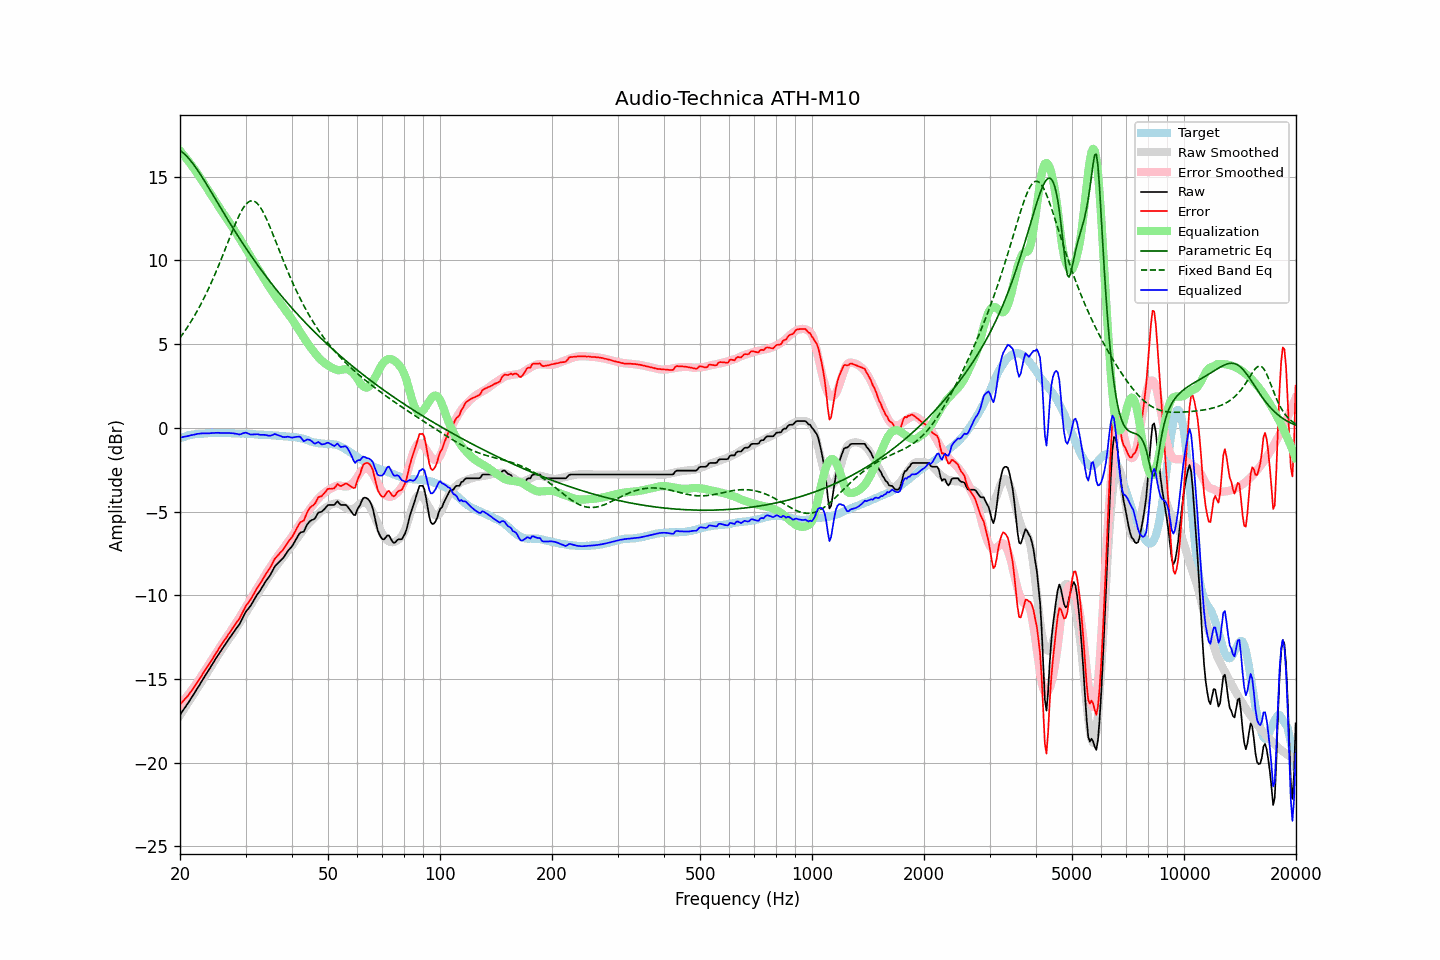 Audio-Technica ATH-M10
Target
Raw Smoothed
Error Smoothed
Raw
Error
Equalization
Parametric Eq
Fixed Band Eq
Equalized
15
10
5
0
−5
−10
−15
−20
−25
Amplitude (dBr)
20 50 100 200 500 1000 2000 5000 10000 20000
Frequency (Hz)